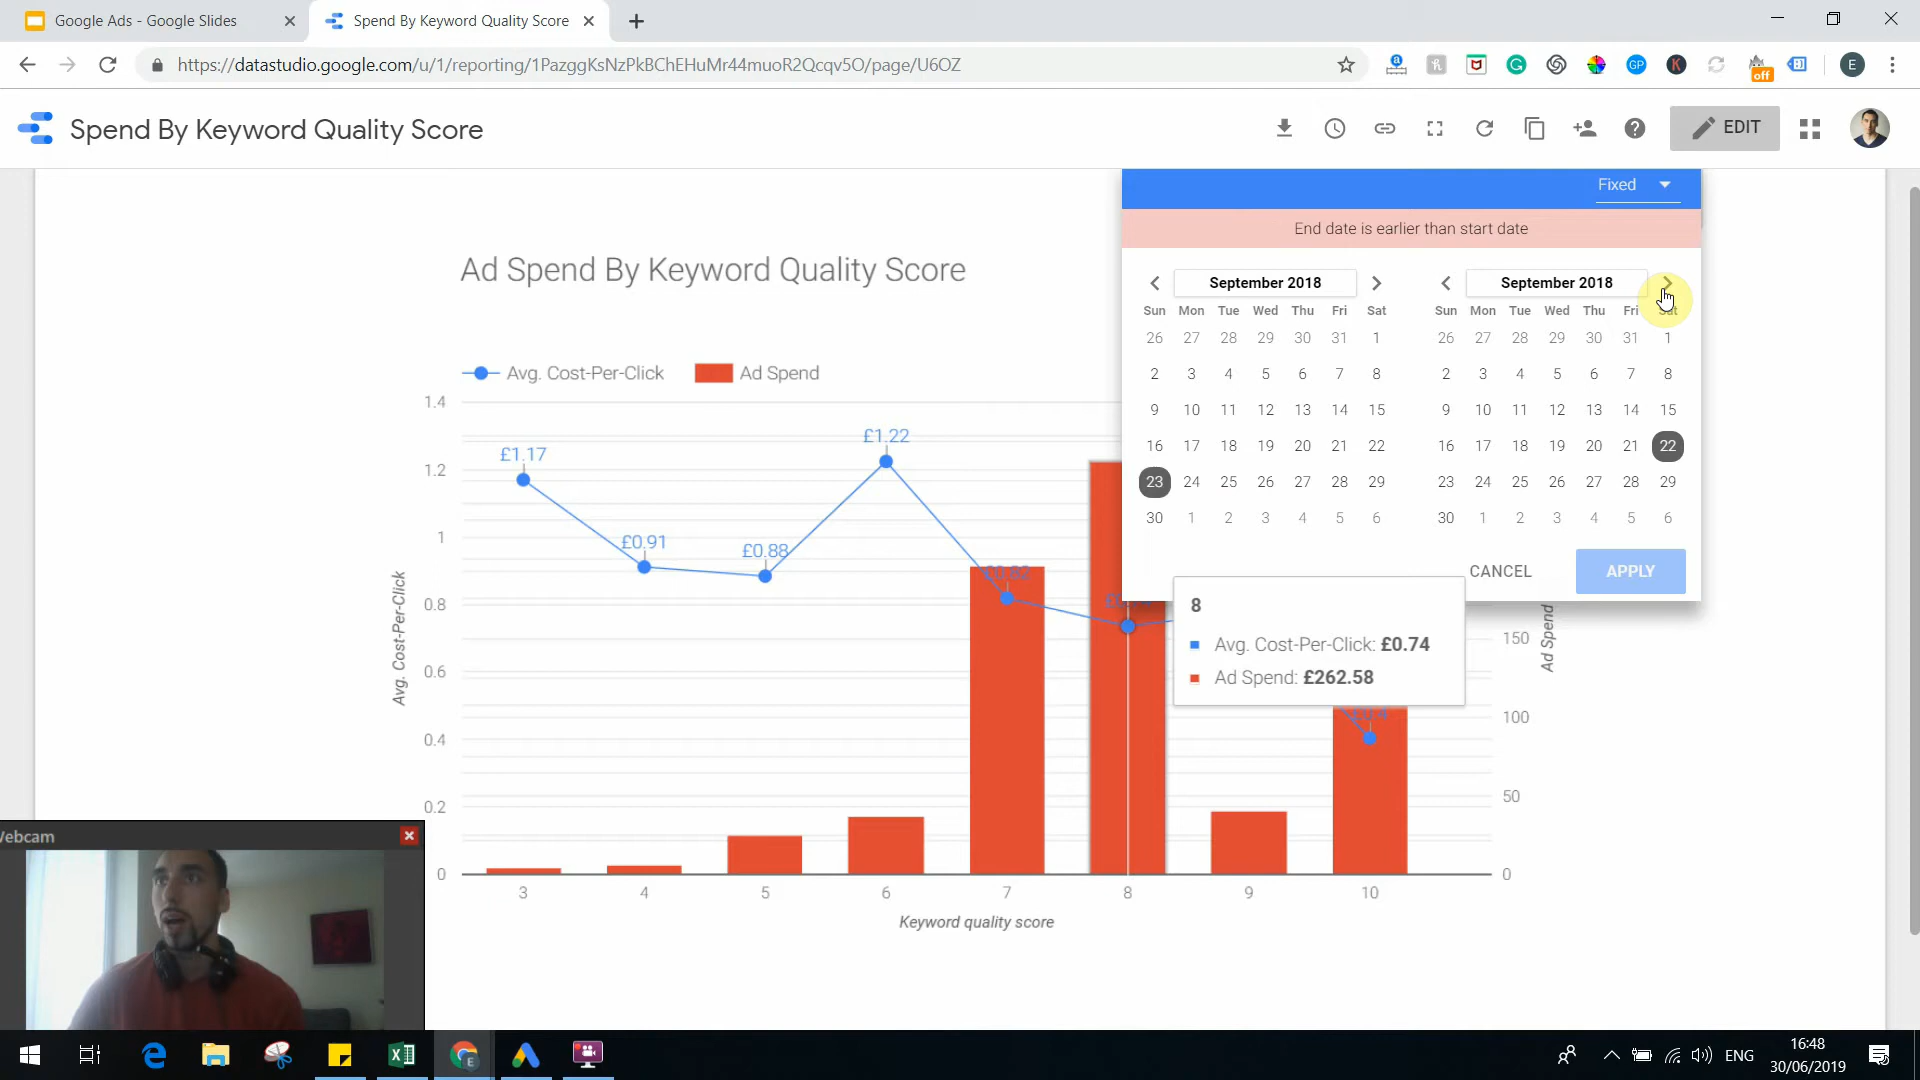 Google Ads - Google Slides
Spend By Keyword Quality Score
https://datastudio.google.com/u/1/reporting/1PazggKsNzPkBChEHuMr44muoR2Qcqv5O/page/U6OZ
GP
K
off
E
Spend By Keyword Quality Score
EDIT
Fixed
End date is earlier than start date
September 2018
September 2018
Sun Mon Tue Wed Thu Fri Sat
Sun Mon Tue Wed Thu Fri Sat
26 27 28 29 30 31 1
26 27 28 29 30 31 1
2 3 4 5 6 7 8
2 3 4 5 6 7 8
9 10 11 12 13 14 15
9 10 11 12 13 14 15
16 17 18 19 20 21 22
16 17 18 19 20 21 22
23 24 25 26 27 28 29
23 24 25 26 27 28 29
30 1 2 3 4 5 6
30 1 2 3 4 5 6
CANCEL
APPLY
Ad Spend By Keyword Quality Score
Avg. Cost-Per-Click
Ad Spend
1.4
1.2
1
0.8
0.6
0.4
0.2
0
Avg. Cost-Per-Click
£1.17
£0.91
£0.88
£1.22
£0.82
8
Avg. Cost-Per-Click: £0.74
Ad Spend: £262.58
£0.4
150
100
50
0
Ad Spend
3 4 5 6 7 8 9 10
Keyword quality score
Webcam
ENG
16:48
30/06/2019